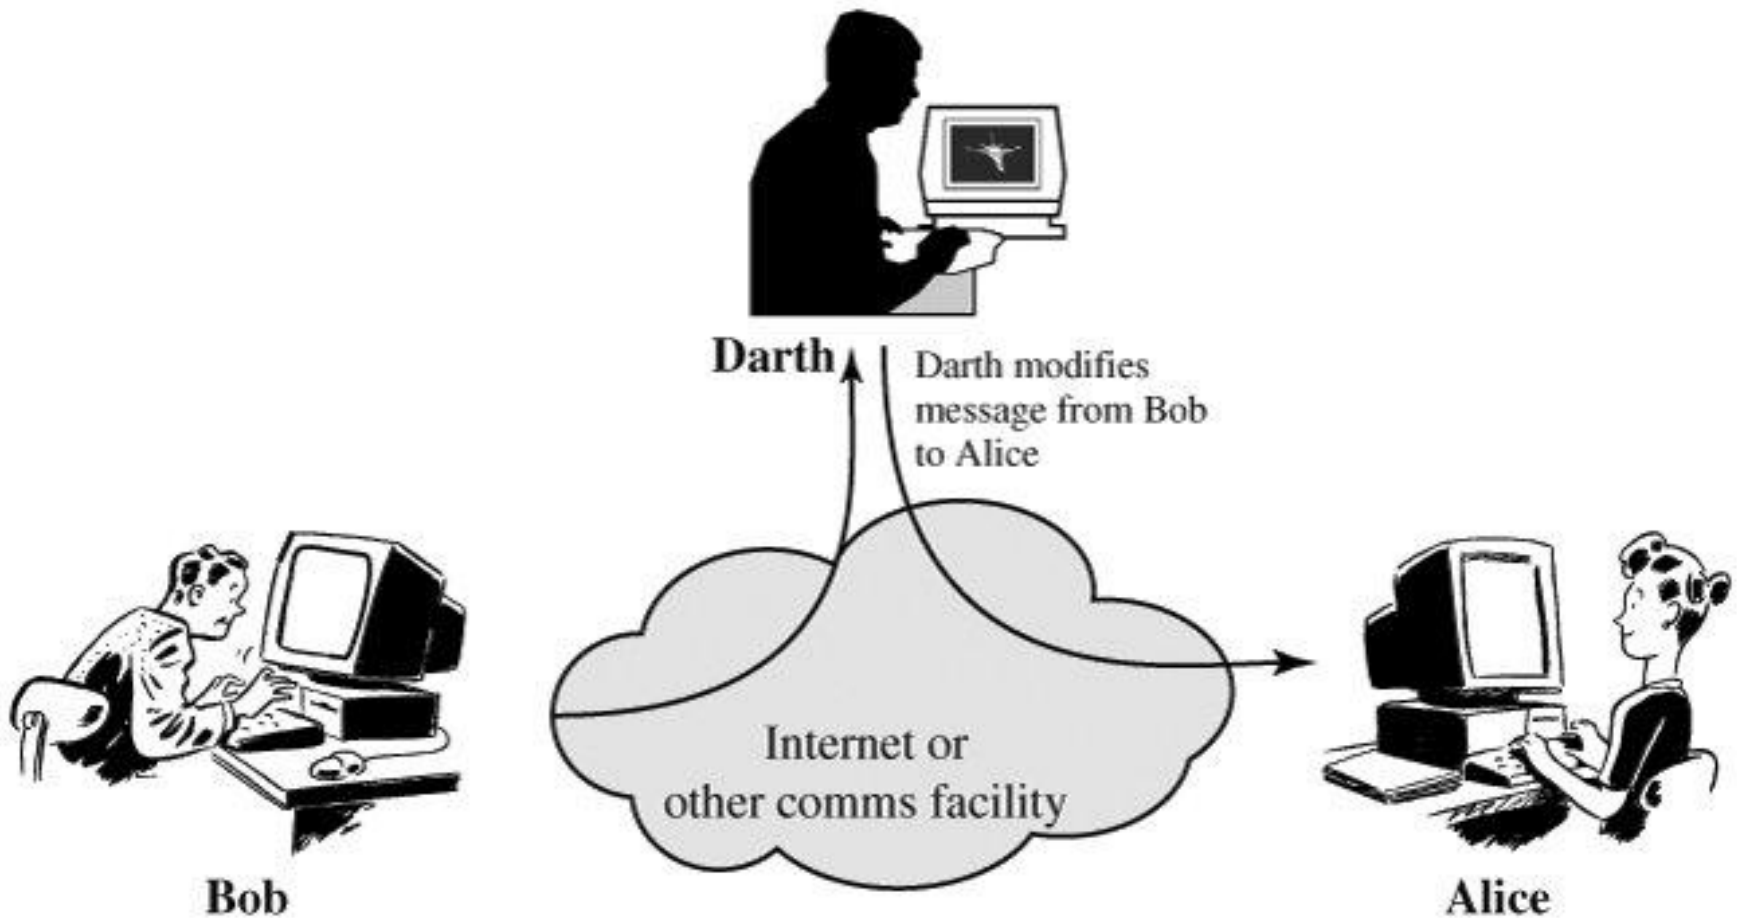 Darth
Darth modifies
message from Bob
to Alice
Internet or
other comms facility
Bob
Alice